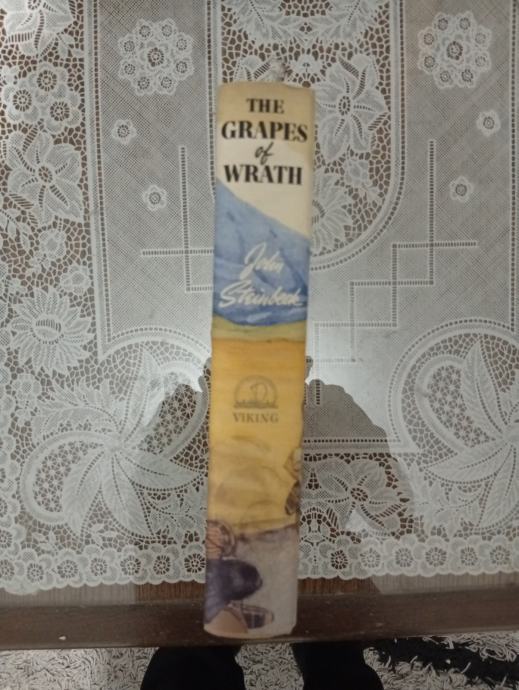 THE
GRAPES
of
WRATH
John
Steinbeck
VIKING